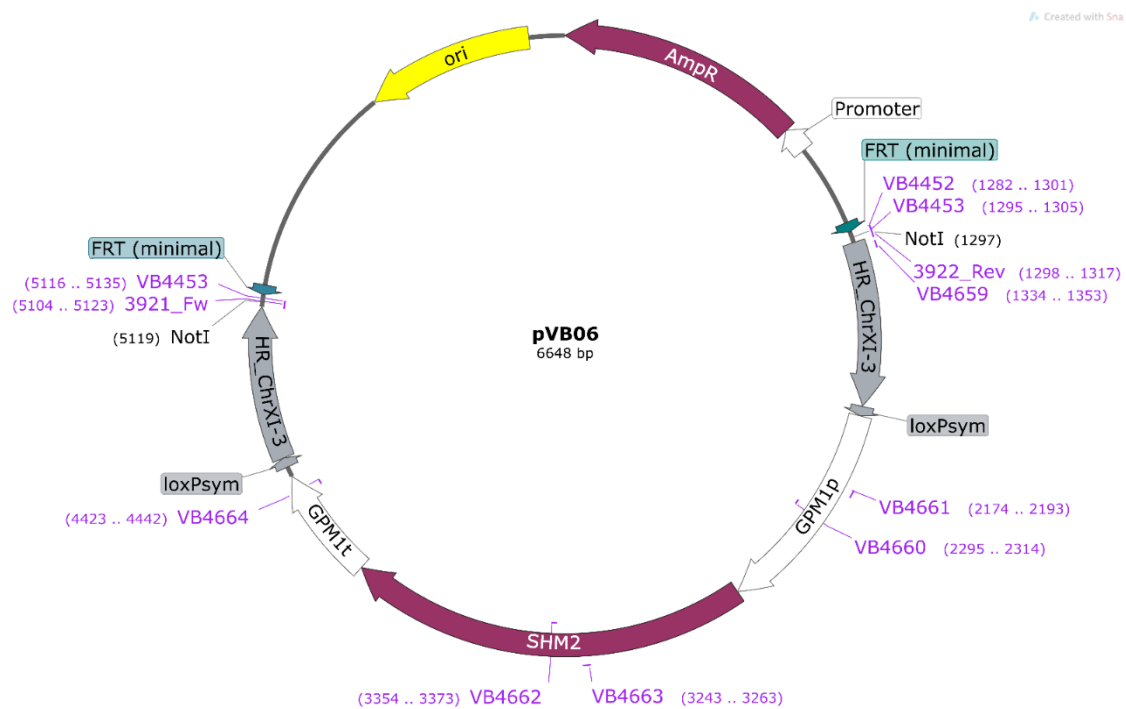 Created with Sna
ori
AmpR
Promoter
FRT (minimal)
VB4452 (1282 .. 1301)
VB4453 (1295 .. 1305)
NotI (1297)
3922_Rev (1298 .. 1317)
VB4659 (1334 .. 1353)
HR_ChrXI-3
loxPsym
GPM1p
VB4661 (2174 .. 2193)
VB4660 (2295 .. 2314)
SHM2
(3354 .. 3373) VB4662
VB4663 (3243 .. 3263)
GPM1t
(4423 .. 4442) VB4664
loxPsym
HR_ChrXI-3
FRT (minimal)
(5116 .. 5135) VB4453
(5104 .. 5123) 3921_Fw
(5119) NotI
pVB06
6648 bp